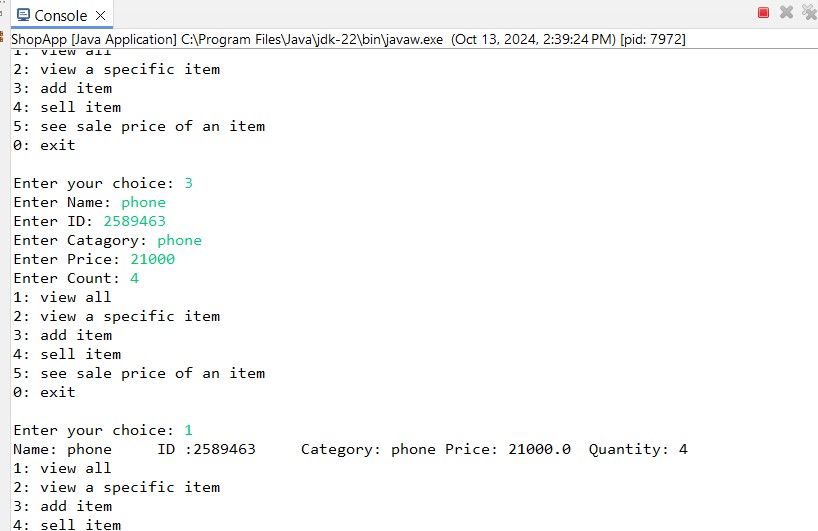 Console
ShopApp [Java Application] C:\Program Files\Java\jdk-22\bin\javaw.exe (Oct 13, 2024, 2:39:24 PM) [pid: 7972]
1: view all
2: view a specific item
3: add item
4: sell item
5: see sale price of an item
0: exit
Enter your choice: 3
Enter Name: phone
Enter ID: 2589463
Enter Catagory: phone
Enter Price: 21000
Enter Count: 4
1: view all
2: view a specific item
3: add item
4: sell item
5: see sale price of an item
0: exit
Enter your choice: 1
Name: phone     ID :2589463     Category: phone Price: 21000.0  Quantity: 4
1: view all
2: view a specific item
3: add item
4: sell item